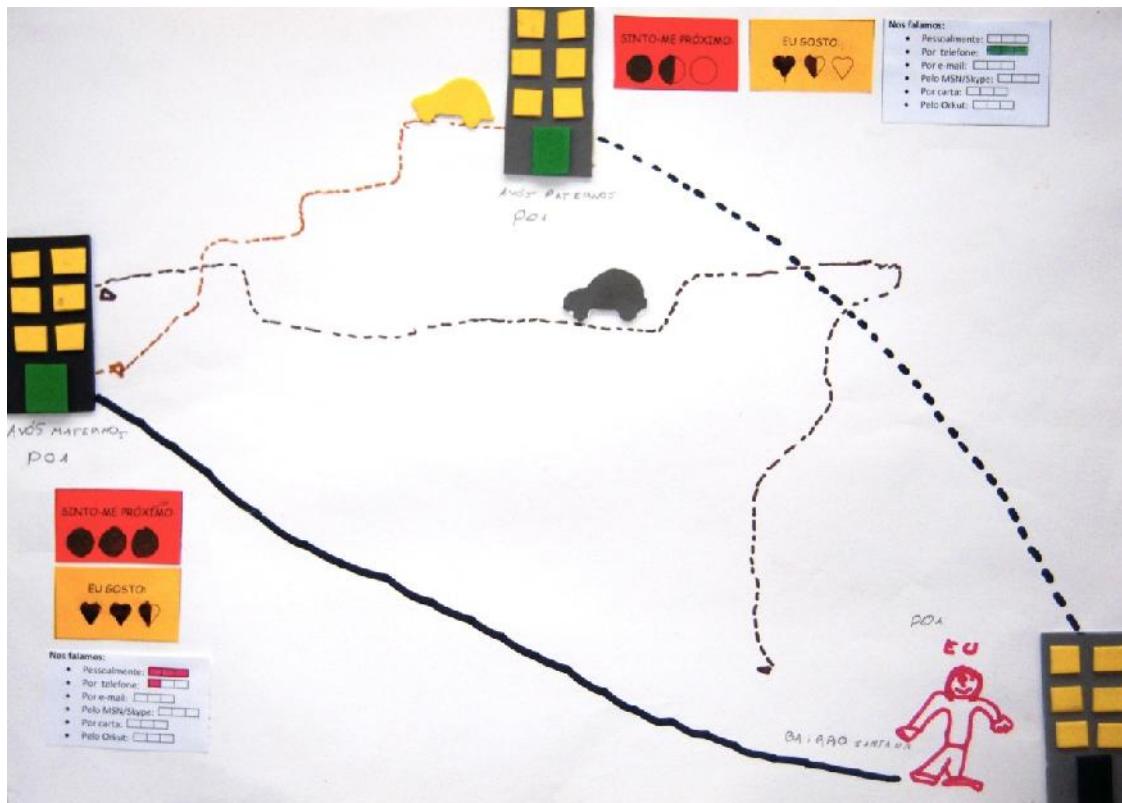 SINTO-ME PRÓXIMO:
EU GOSTO:
Nos falamos:
• Pessoalmente:
• Por telefone:
• Por e-mail:
• Pelo MSN/Skype:
• Por carta:
• Pelo Orkut:
AVÓS PATERNOS
POA
AVÓS MATERNOS
POA
SINTO-ME PRÓXIMO:
EU GOSTO:
Nos falamos:
• Pessoalmente:
• Por telefone:
• Por e-mail:
• Pelo MSN/Skype:
• Por carta:
• Pelo Orkut:
POA
EU
BAIRRO SANTANA